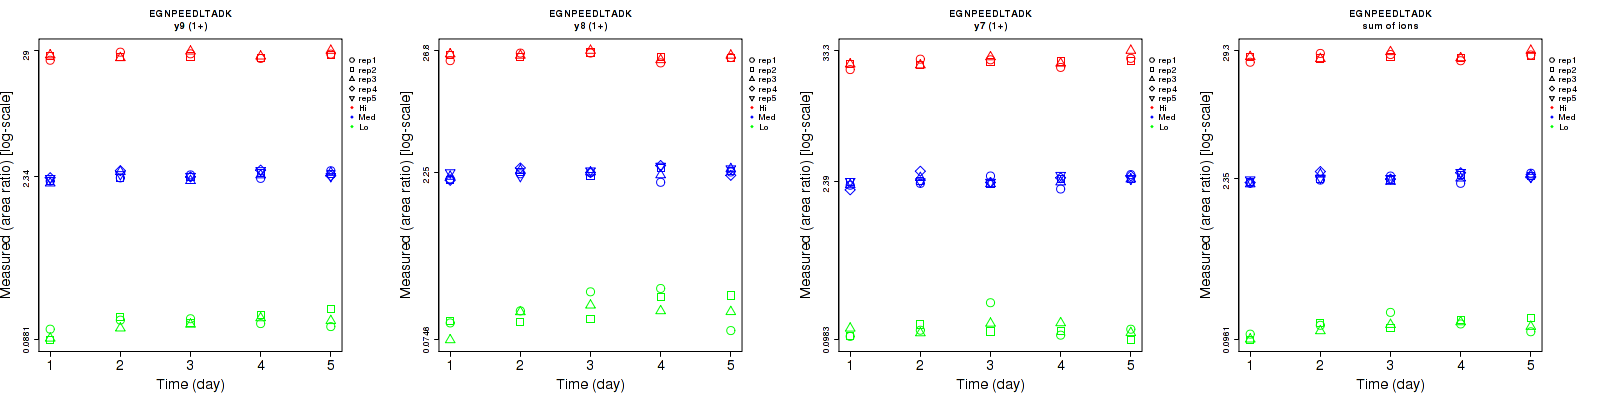 EGNPEEDLTADK
y9 (1+)
Measured (area ratio) [log-scale]
29
2.34
0.0881
1 2 3 4 5
Time (day)
rep1
rep2
rep3
rep4
rep5
Hi
Med
Lo
EGNPEEDLTADK
y8 (1+)
Measured (area ratio) [log-scale]
26.8
2.25
0.0746
1 2 3 4 5
Time (day)
rep1
rep2
rep3
rep4
rep5
Hi
Med
Lo
EGNPEEDLTADK
y7 (1+)
Measured (area ratio) [log-scale]
33.3
2.39
0.0983
1 2 3 4 5
Time (day)
rep1
rep2
rep3
rep4
rep5
Hi
Med
Lo
EGNPEEDLTADK
sum of ions
Measured (area ratio) [log-scale]
29.3
2.35
0.0961
1 2 3 4 5
Time (day)
rep1
rep2
rep3
rep4
rep5
Hi
Med
Lo